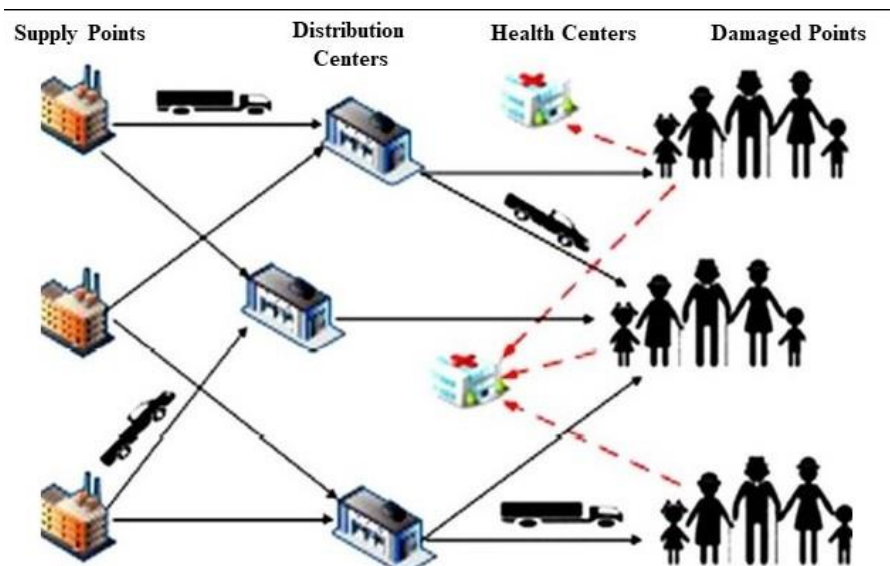 Supply Points
Distribution
Centers
Health Centers
Damaged Points